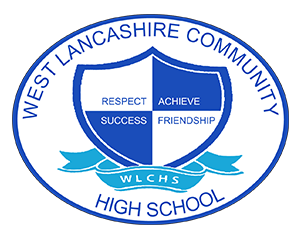 WEST LANCASHIRE COMMUNITY
RESPECT ACHIEVE
SUCCESS FRIENDSHIP
WLCHS
HIGH SCHOOL